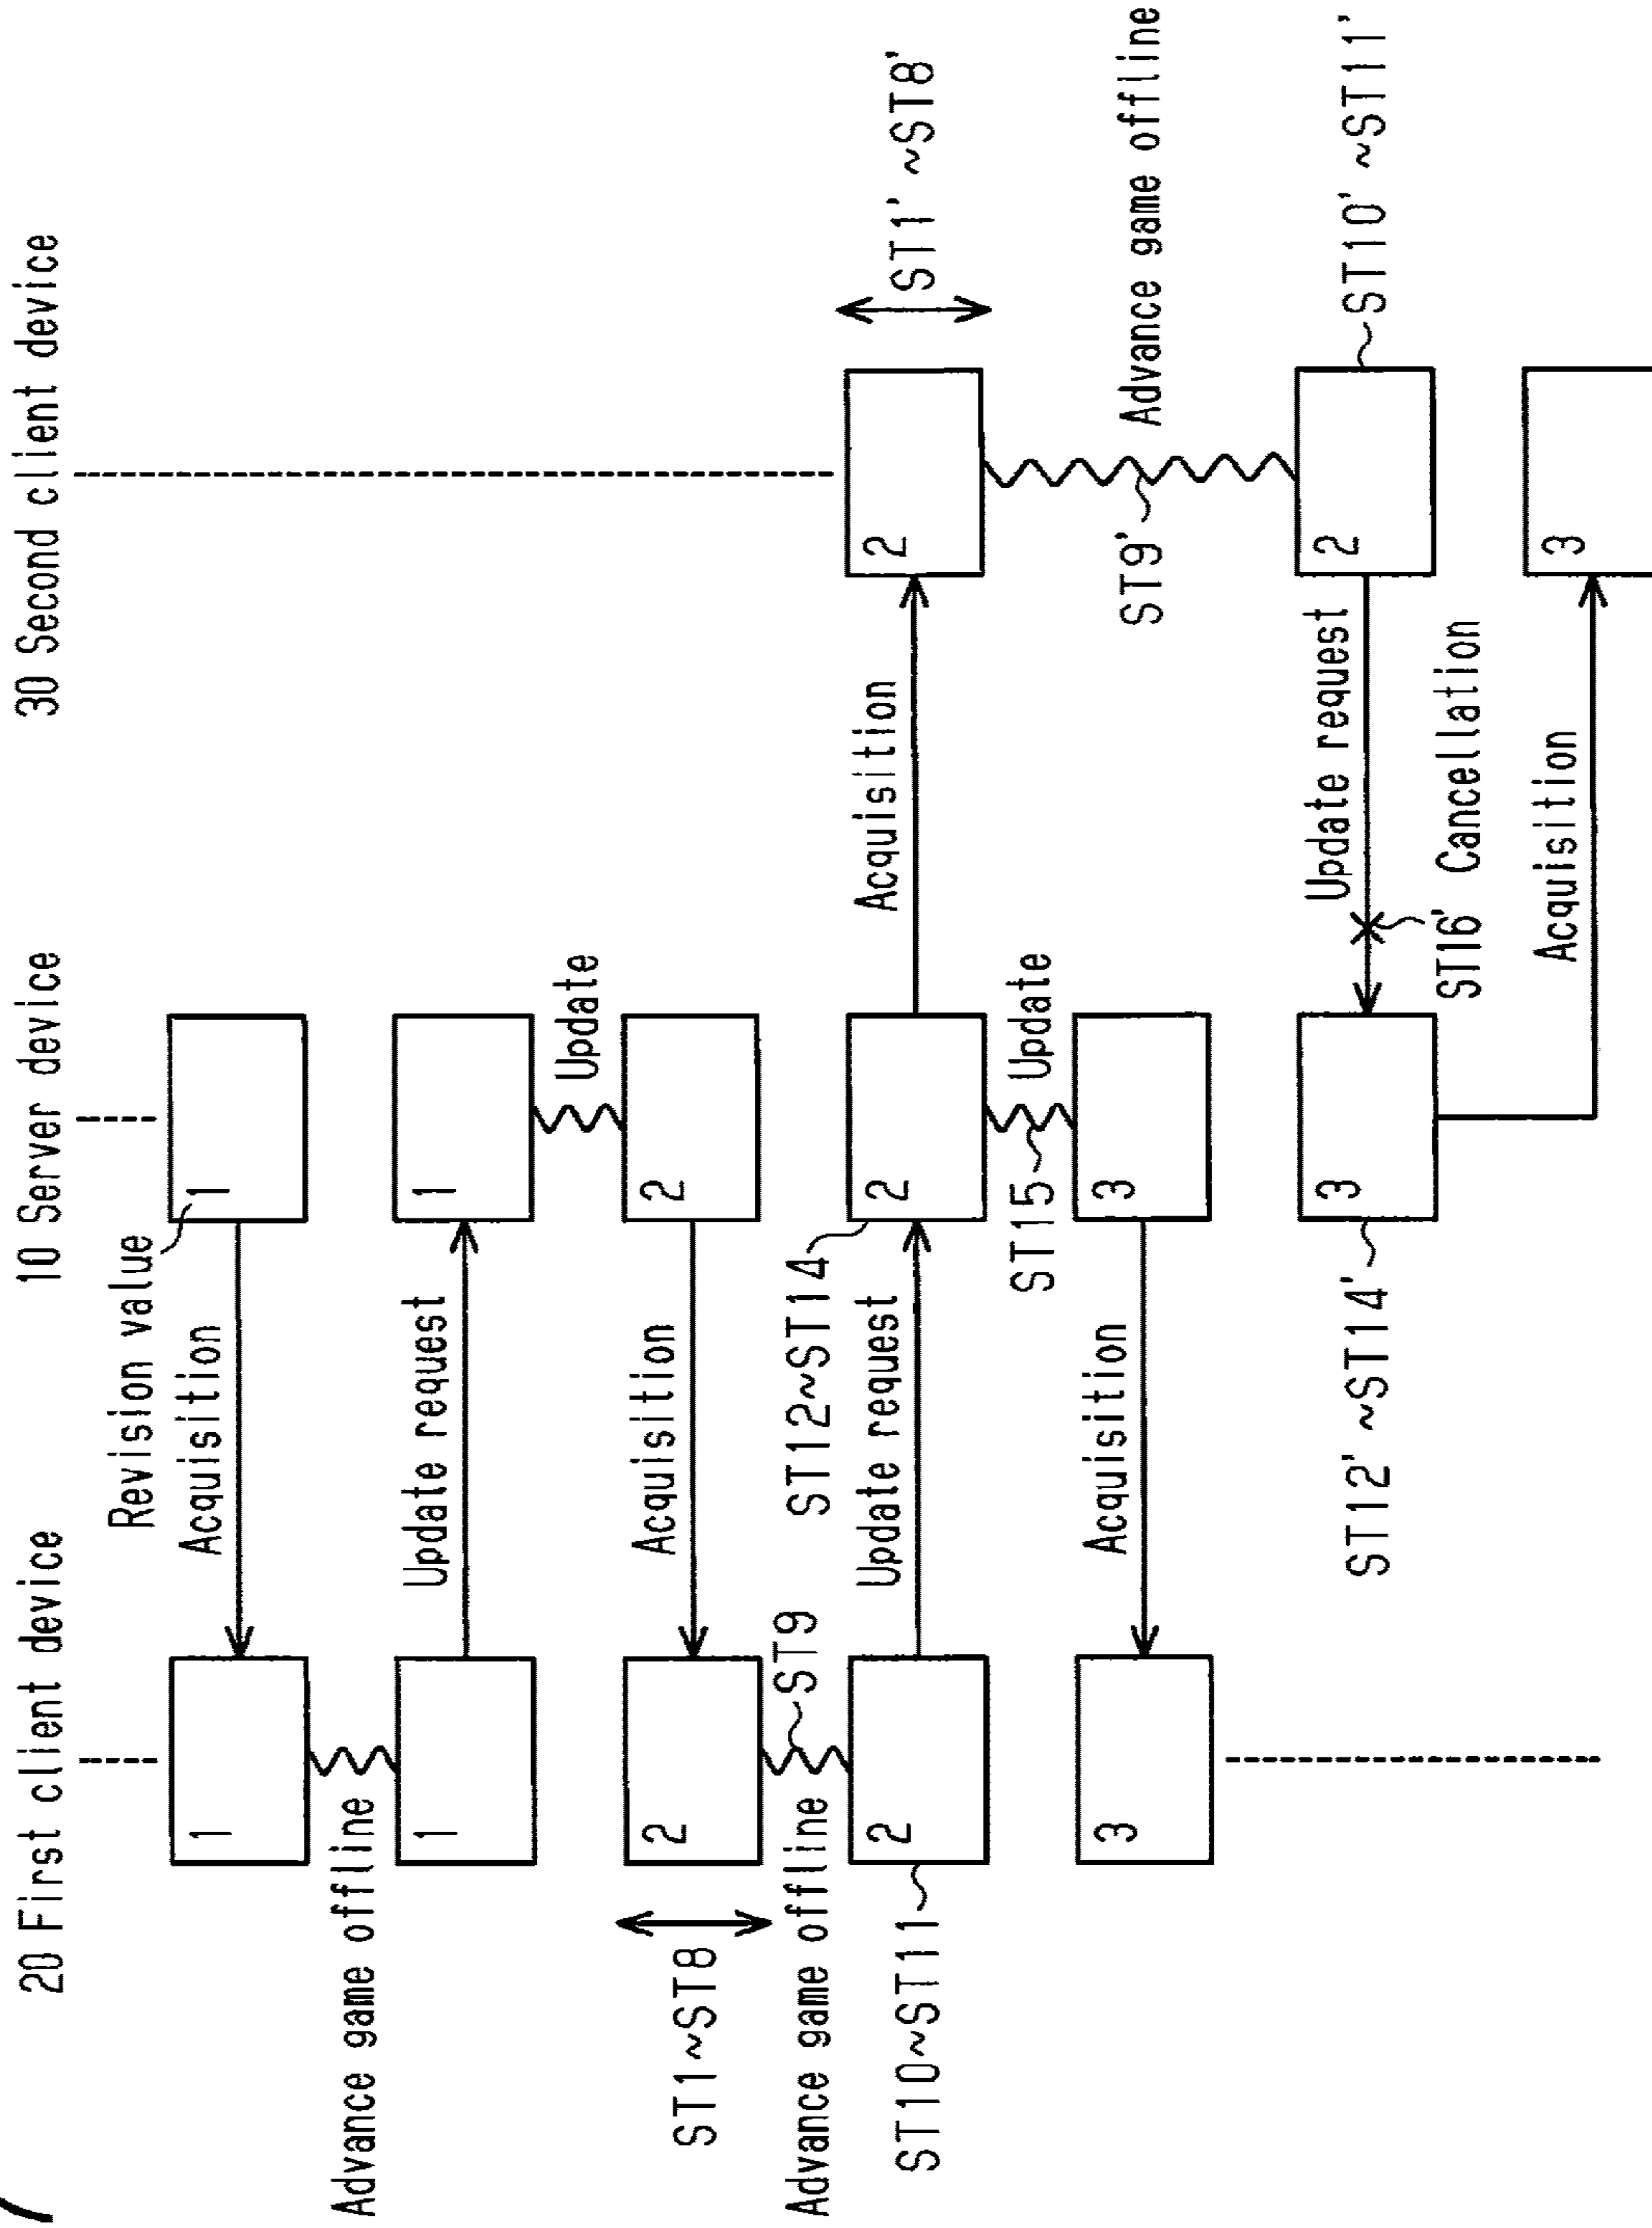 20 First client device
10 Server device
30 Second client device
Revision value
Acquisition
1
1
Advance game offline
Update request
1
1
Update
Acquisition
2
2
ST1~ST8
ST9
Advance game offline
ST12~ST14
Update request
Acquisition
2
2
2
ST1'~ST8'
ST10~ST11
ST15
Update
ST9'
Advance game offline
Acquisition
3
3
Update request
3
2
ST12'~ST14'
ST16' Cancellation
ST10'~ST11'
Acquisition
3